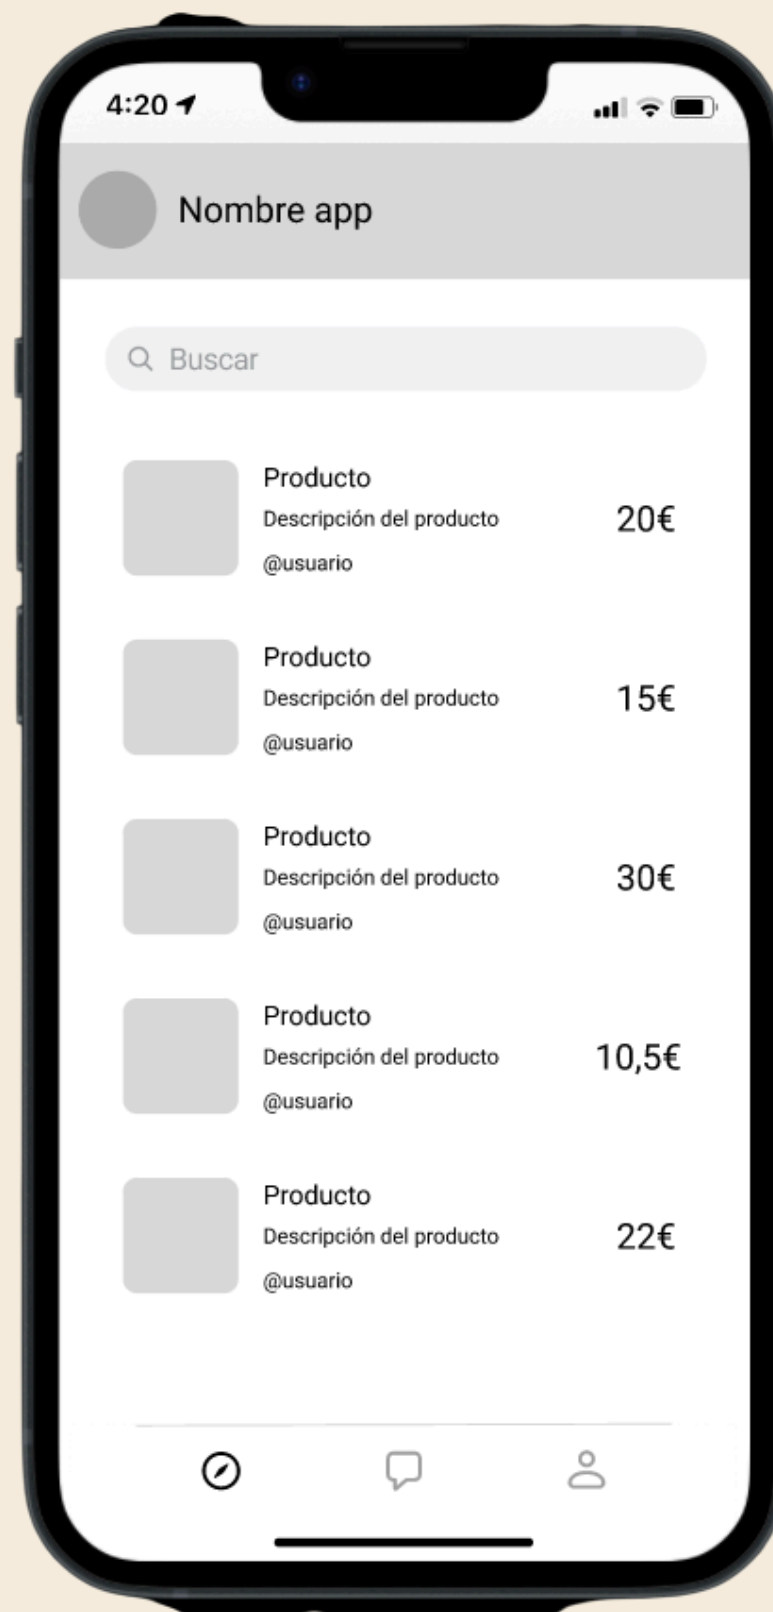 4:20
Nombre app
Buscar
Producto
Descripción del producto
@usuario
20€
Producto
Descripción del producto
@usuario
15€
Producto
Descripción del producto
@usuario
30€
Producto
Descripción del producto
@usuario
10,5€
Producto
Descripción del producto
@usuario
22€